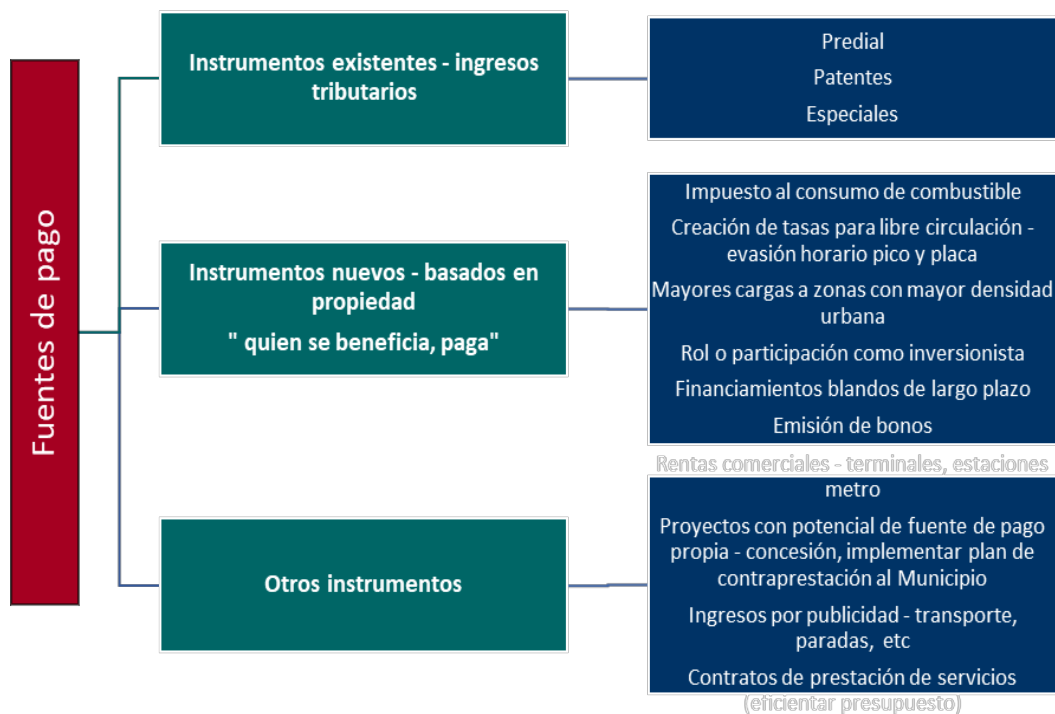 Fuentes de pago
Instrumentos existentes - ingresos
tributarios
Predial
Patentes
Especiales
Instrumentos nuevos - basados en
propiedad
" quien se beneficia, paga"
Impuesto al consumo de combustible
Creación de tasas para libre circulación -
evasión horario pico y placa
Mayores cargas a zonas con mayor densidad
urbana
Rol o participación como inversionista
Financiamientos blandos de largo plazo
Emisión de bonos
Otros instrumentos
Rentas comerciales - terminales, estaciones
metro
Proyectos con potencial de fuente de pago
propia - concesión, implementar plan de
contraprestación al Municipio
Ingresos por publicidad - transporte,
paradas, etc
Contratos de prestación de servicios
(eficientar presupuesto)